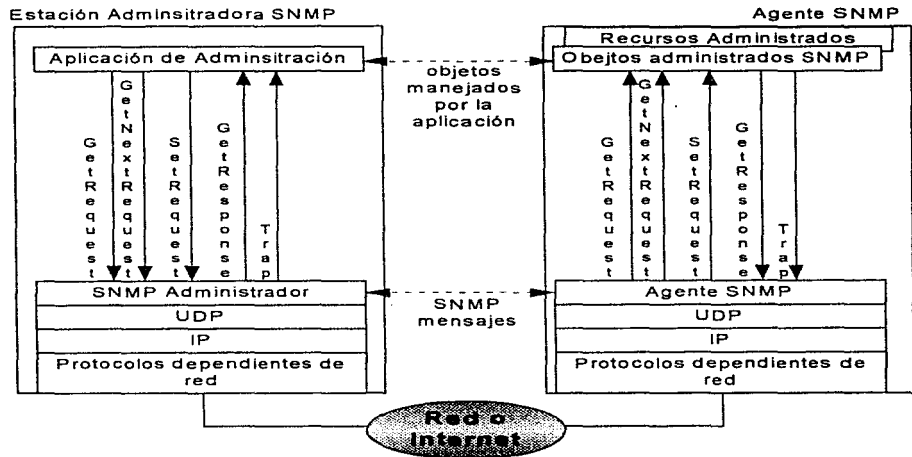 Estación Adminsitradora SNMP
Aplicación de Adminsitración
GetRequest
GetNextRequest
SetRequest
GetResponse
Trap
SNMP Administrador
UDP
IP
Protocolos dependientes de
red
objetos
manejados
por la
aplicación
SNMP
mensajes
Agente SNMP
Recursos Administrados
Obejtos administrados SNMP
GetRequest
GetNextRequest
SetRequest
GetResponse
Trap
Agente SNMP
UDP
IP
Protocolos dependientes de
red
Red o
Internet